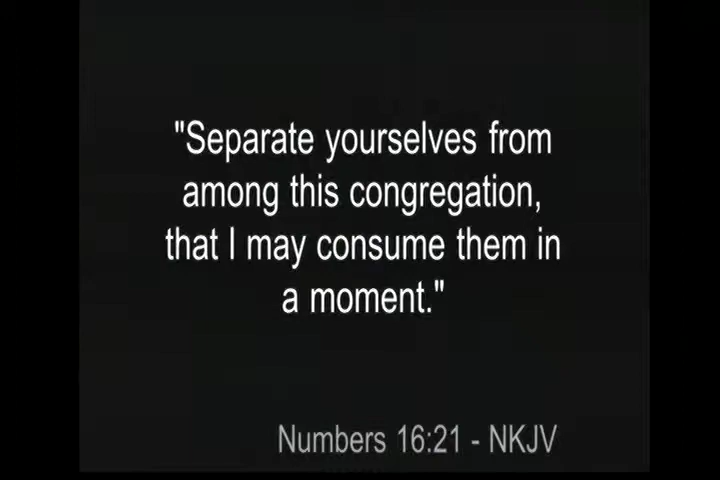 "Separate yourselves from
among this congregation,
that I may consume them in
a moment."
Numbers 16:21 - NKJV